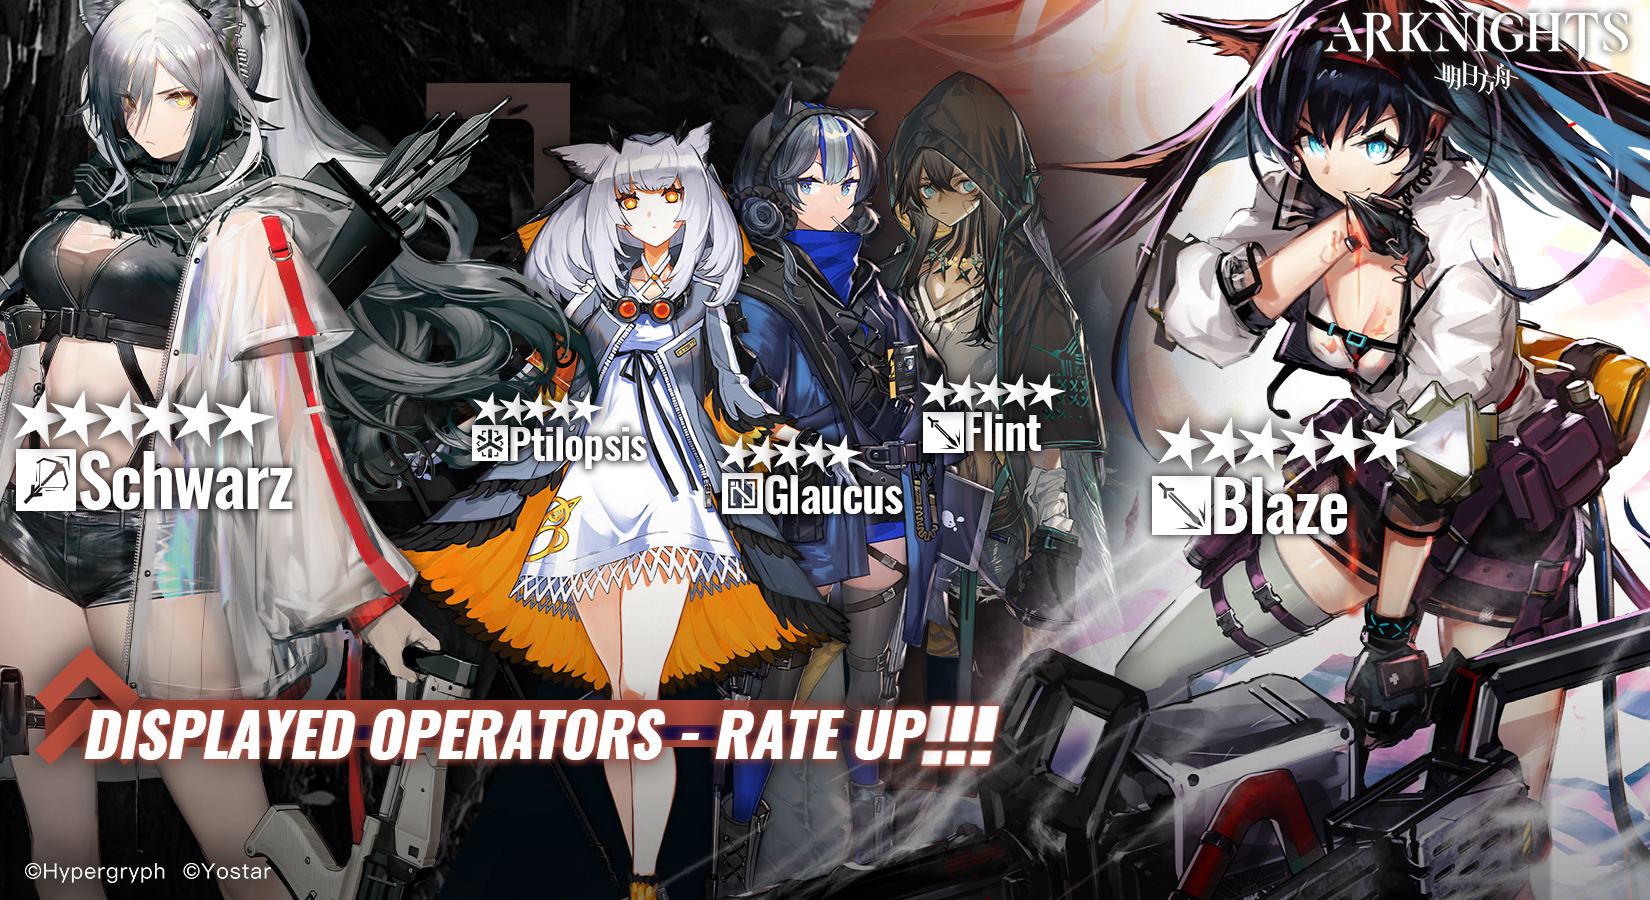 ARKNIGHTS
明日方舟
★★★★★★
Schwarz
★★★★★
Ptilopsis
★★★★★
Glaucus
★★★★★
Flint
★★★★★★
Blaze
DISPLAYED OPERATORS - RATE UP!!!
©Hypergryph ©Yostar